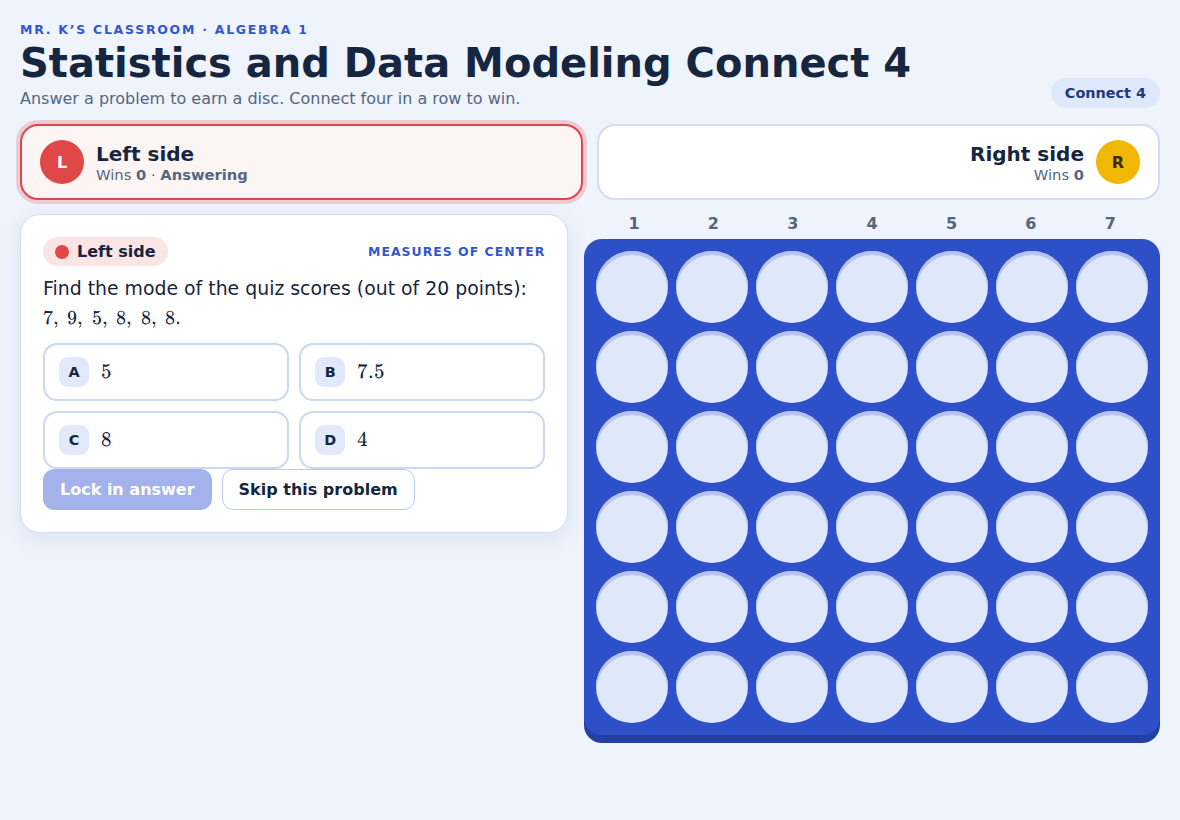 MR. K’S CLASSROOM · ALGEBRA 1
Statistics and Data Modeling Connect 4
Answer a problem to earn a disc. Connect four in a row to win.
Connect 4
L
Left side
Wins 0 · Answering
Right side
Wins 0
R
Left side
MEASURES OF CENTER
Find the mode of the quiz scores (out of 20 points):
7, 9, 5, 8, 8, 8.
A 5
B 7.5
C 8
D 4
Lock in answer
Skip this problem
1 2 3 4 5 6 7